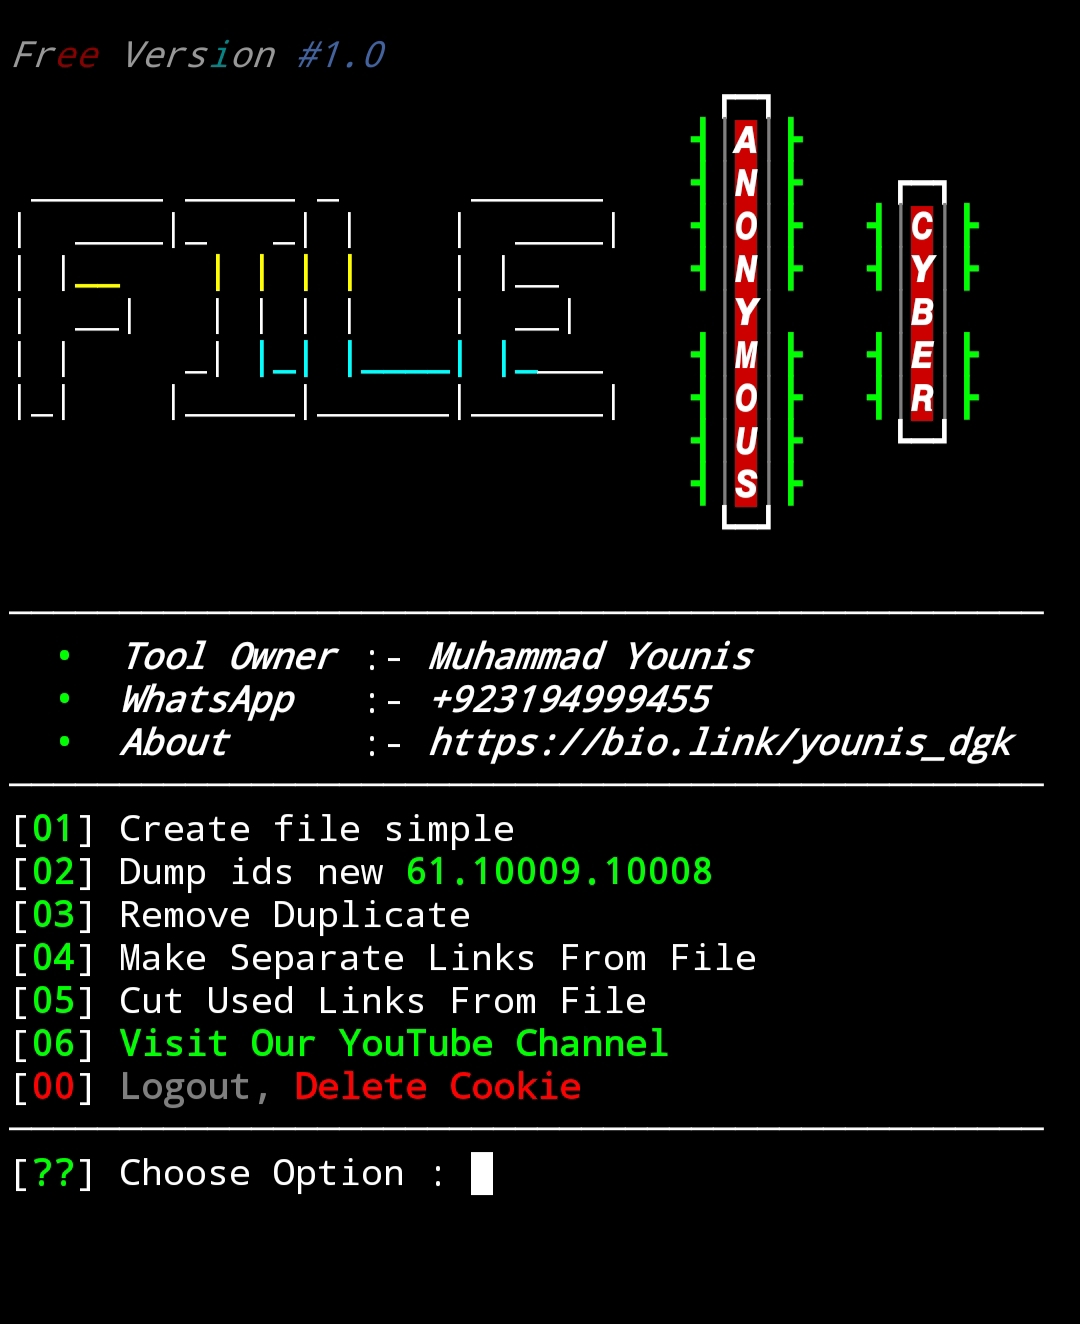 Free Version #1.0
FILE
ANONYMOUS
CYBER
• Tool Owner :- Muhammad Younis
• WhatsApp :- +923194999455
• About :- https://bio.link/younis_dgk
[01] Create file simple
[02] Dump ids new 61.10009.10008
[03] Remove Duplicate
[04] Make Separate Links From File
[05] Cut Used Links From File
[06] Visit Our YouTube Channel
[00] Logout, Delete Cookie
[??] Choose Option :